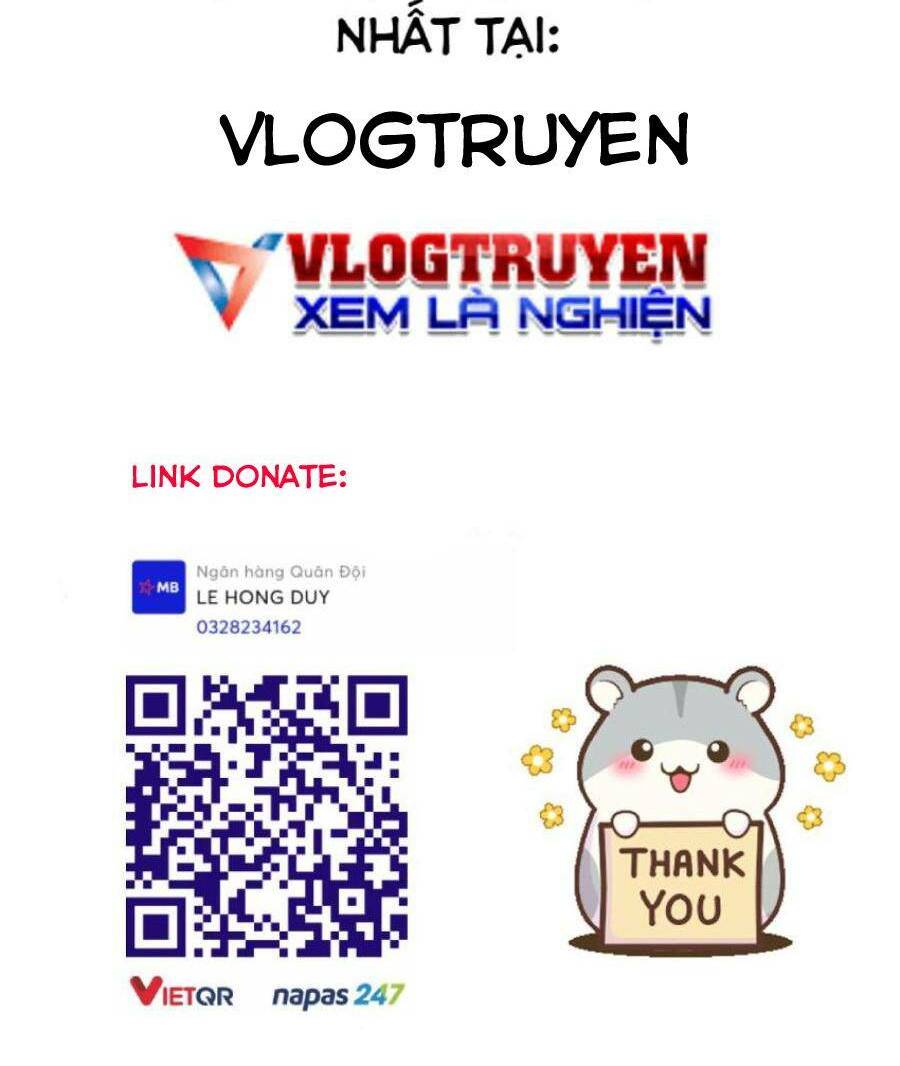 NHẤT TẠI:
VLOGTRUYEN
VLOGTRUYEN
XEM LÀ NGHIỆN
LINK DONATE:
MB
Ngân hàng Quân Đội
LE HONG DUY
0328234162
THANK
YOU
VIETQR
napas 247